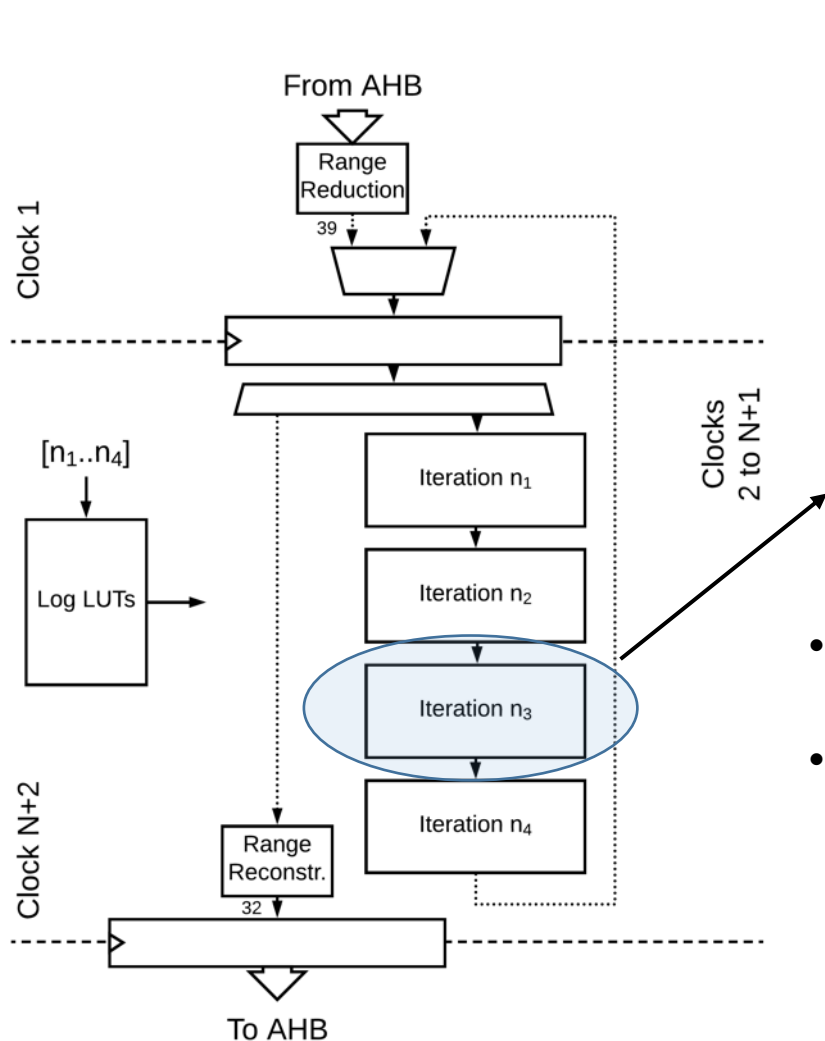 From AHB
Range
Reduction
39
Clock 1
Clocks
2 to N+1
[n₁..n₄]
Iteration n₁
Log LUTs
Iteration n₂
Iteration n₃
Iteration n₄
Clock N+2
Range
Reconstr.
32
To AHB